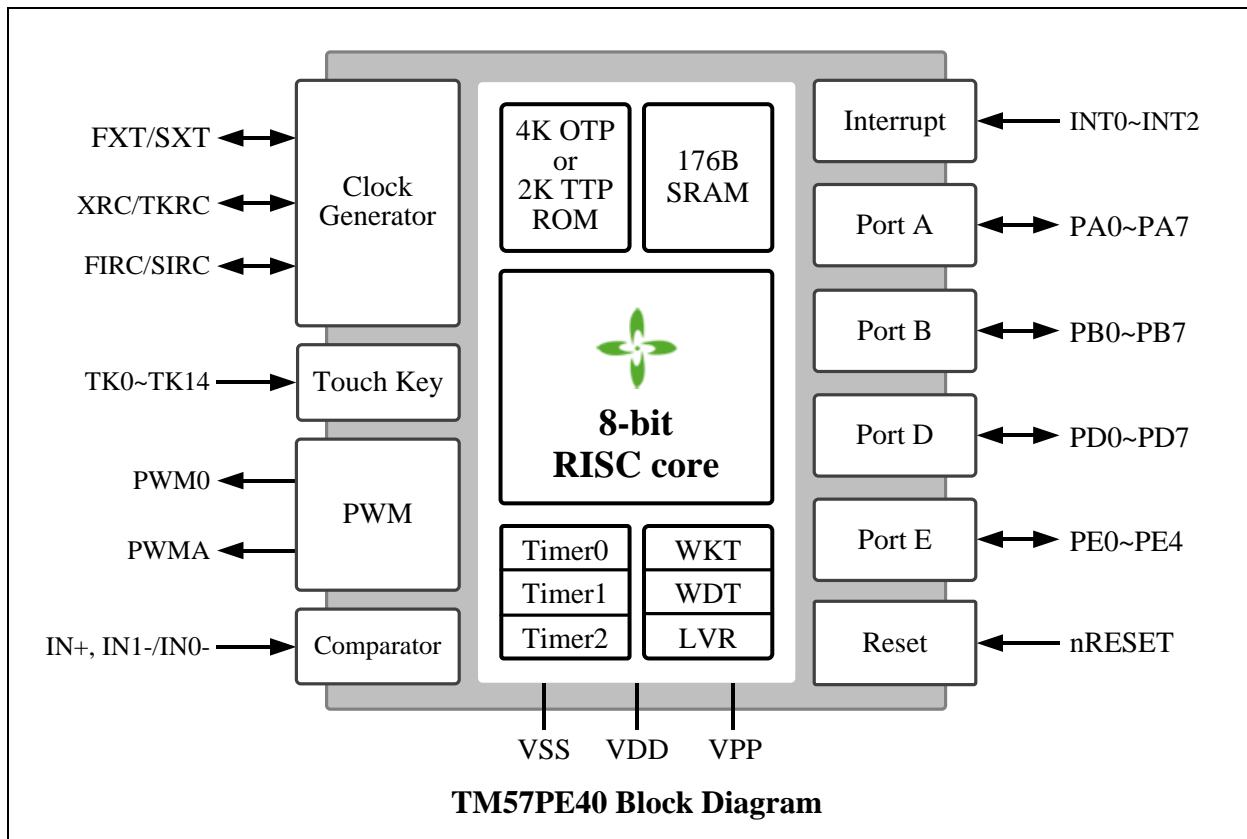 FXT/SXT
XRC/TKRC
FIRC/SIRC
Clock
Generator
TK0~TK14
Touch Key
PWM0
PWMA
PWM
IN+, IN1-/IN0-
Comparator
4K OTP
or
2K TTP
ROM
176B
SRAM
8-bit
RISC core
Timer0
Timer1
Timer2
WKT
WDT
LVR
Interrupt
INT0~INT2
Port A
PA0~PA7
Port B
PB0~PB7
Port D
PD0~PD7
Port E
PE0~PE4
Reset
nRESET
VSS
VDD
VPP
TM57PE40 Block Diagram